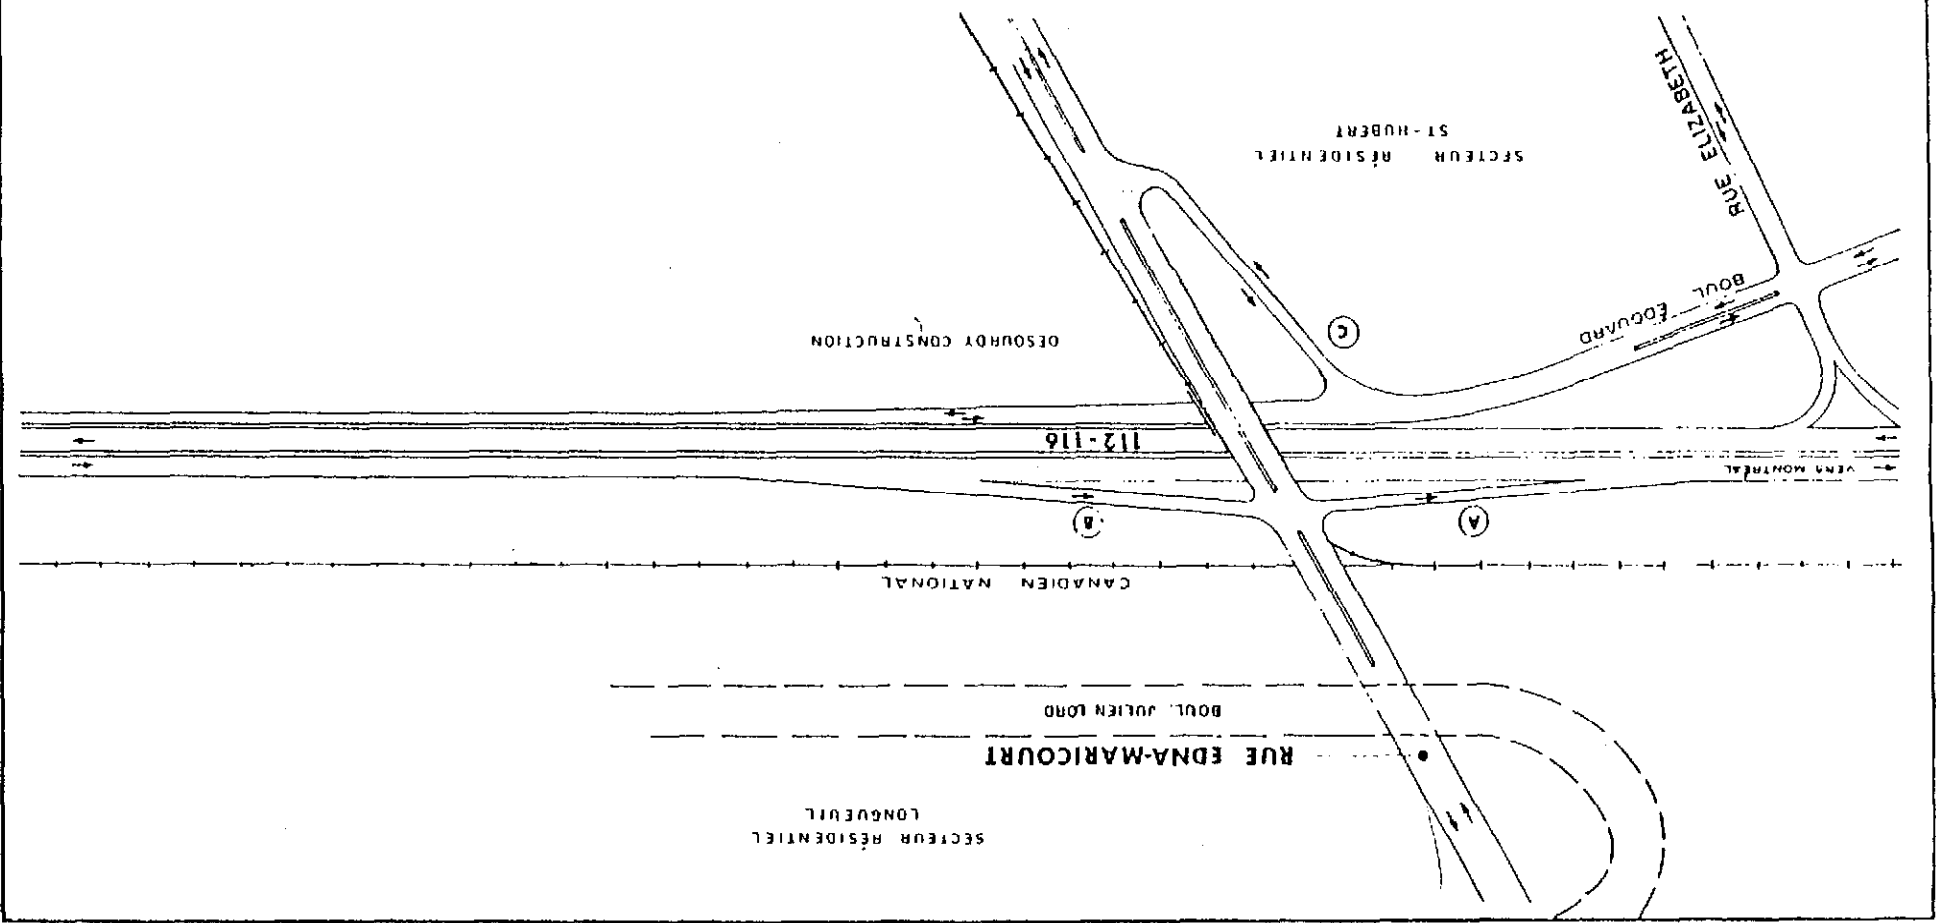 SECTEUR RÉSIDENTIEL
LONGUEUIL
RUE EDNA-MARICOURT
BOUL. JULIEN LORD
CANADIEN NATIONAL
A
B
VERS MONTRÉAL
112-116
DESOURDY CONSTRUCTION
C
BOUL ÉDOUARD
RUE ELIZABETH
SECTEUR RÉSIDENTIEL
ST-HUBERT